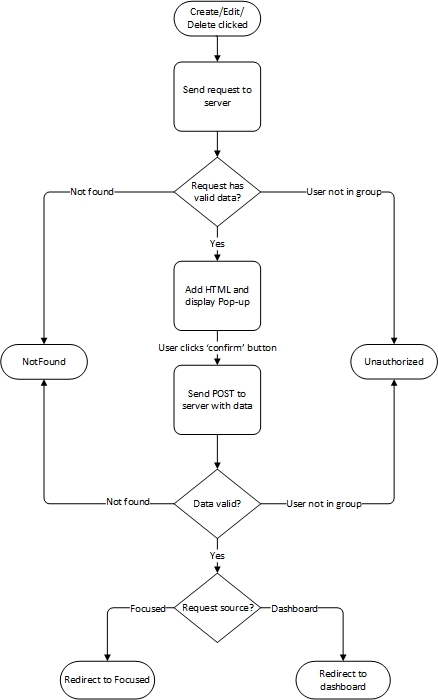 Create/Edit/
Delete clicked
Send request to
server
Request has
valid data?
Not found
User not in group
Yes
Add HTML and
display Pop-up
User clicks ‘confirm’ button
NotFound
Unauthorized
Send POST to
server with data
Data valid?
Not found
User not in group
Yes
Request source?
Focused
Dashboard
Redirect to Focused
Redirect to
dashboard